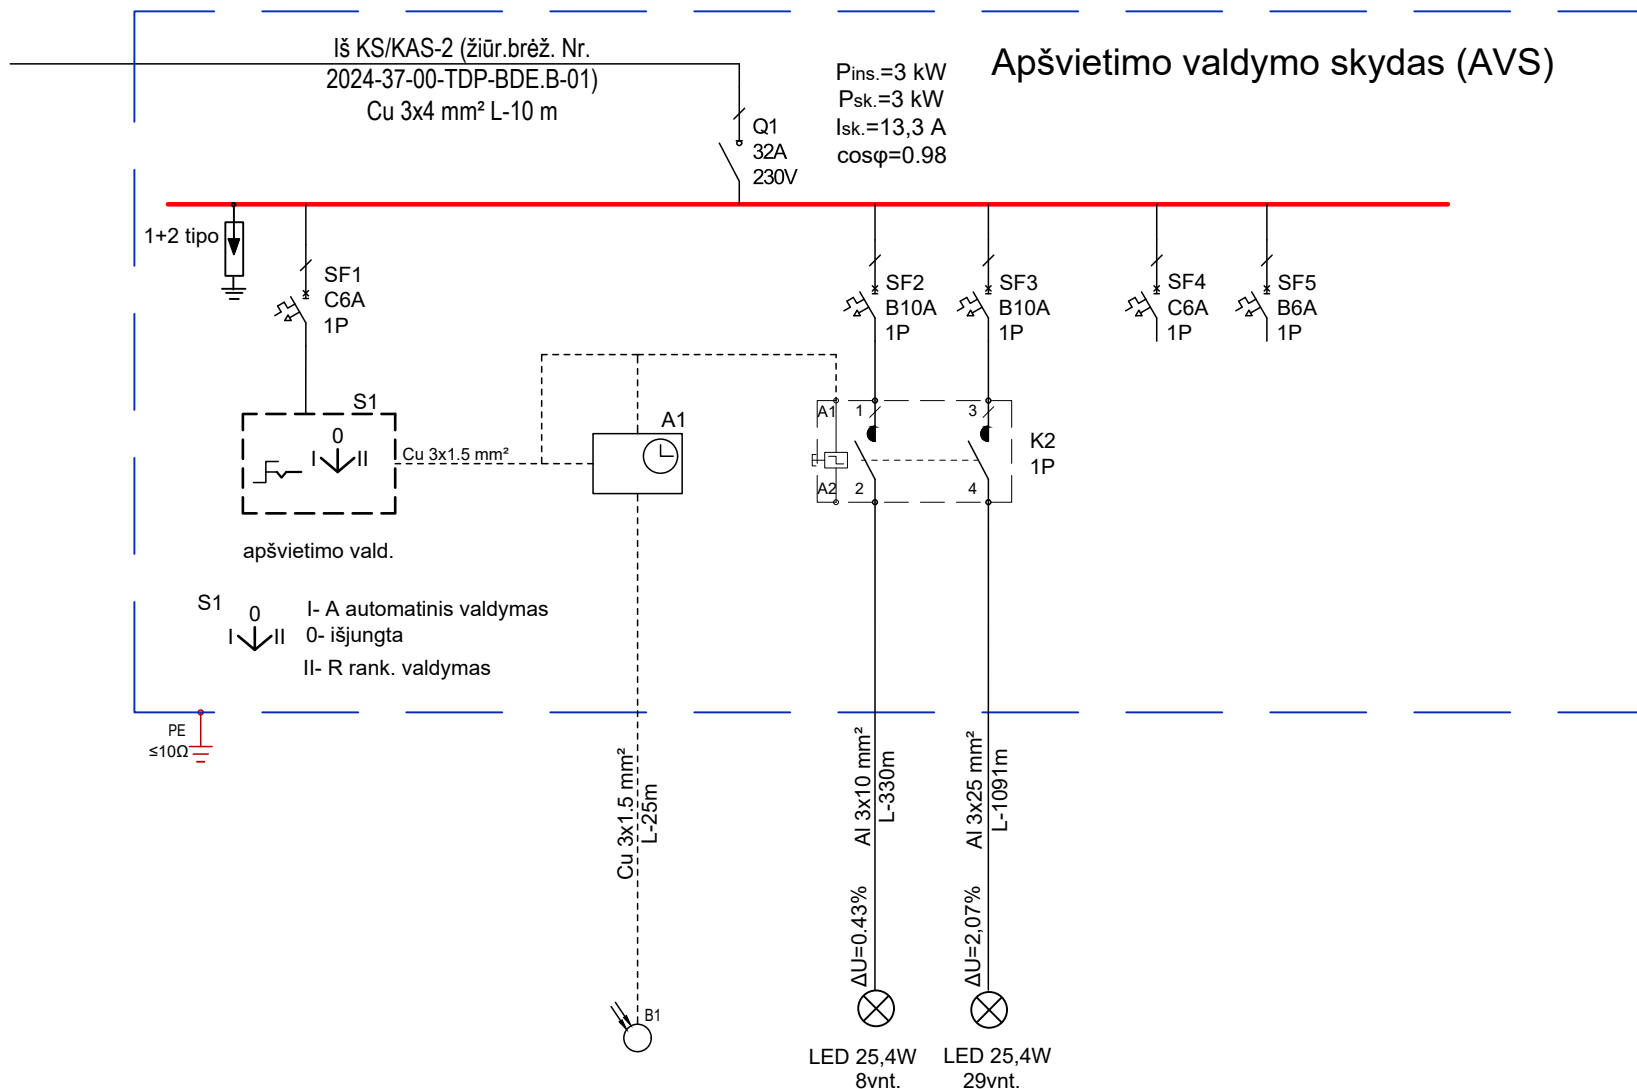 Iš KS/KAS-2 (žiūr.brėž. Nr.
2024-37-00-TDP-BDE.B-01)
Cu 3x4 mm² L-10 m
Pins.=3 kW
Psk.=3 kW
Isk.=13,3 A
cosφ=0.98
Apšvietimo valdymo skydas (AVS)
Q1
32A
230V
1+2 tipo
SF1
C6A
1P
SF2
B10A
1P
SF3
B10A
1P
SF4
C6A
1P
SF5
B6A
1P
S1
0
I II
Cu 3x1.5 mm²
apšvietimo vald.
A1
A1
1
3
A2
2
4
K2
1P
S1
0
I II
I- A automatinis valdymas
0- išjungta
II- R rank. valdymas
PE
≤10Ω
Cu 3x1.5 mm²
L-25m
Al 3x10 mm²
L-330m
Al 3x25 mm²
L-1091m
ΔU=0.43%
ΔU=2,07%
B1
LED 25,4W
8vnt.
LED 25,4W
29vnt.